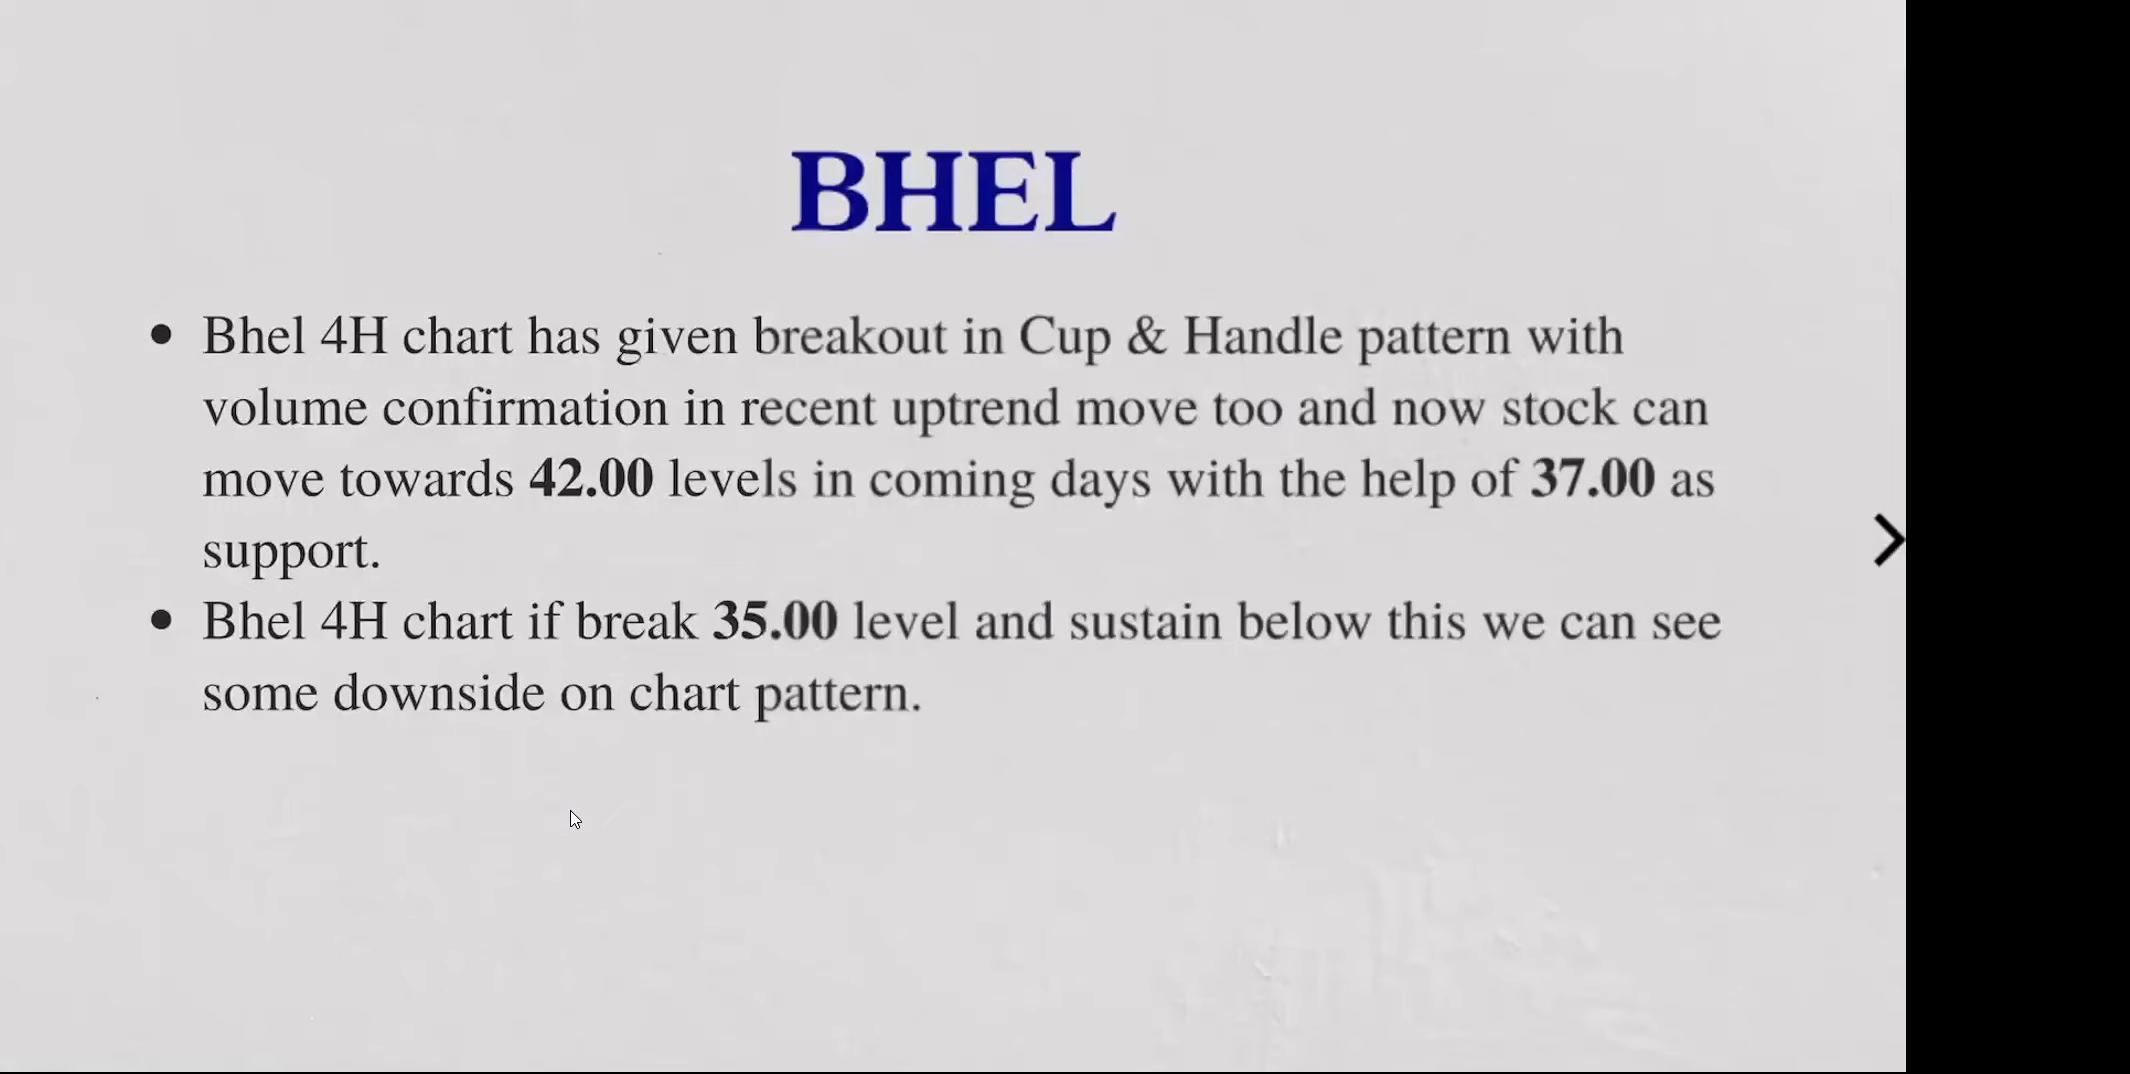 BHEL
• Bhel 4H chart has given breakout in Cup & Handle pattern with
volume confirmation in recent uptrend move too and now stock can
move towards 42.00 levels in coming days with the help of 37.00 as
support.
• Bhel 4H chart if break 35.00 level and sustain below this we can see
some downside on chart pattern.